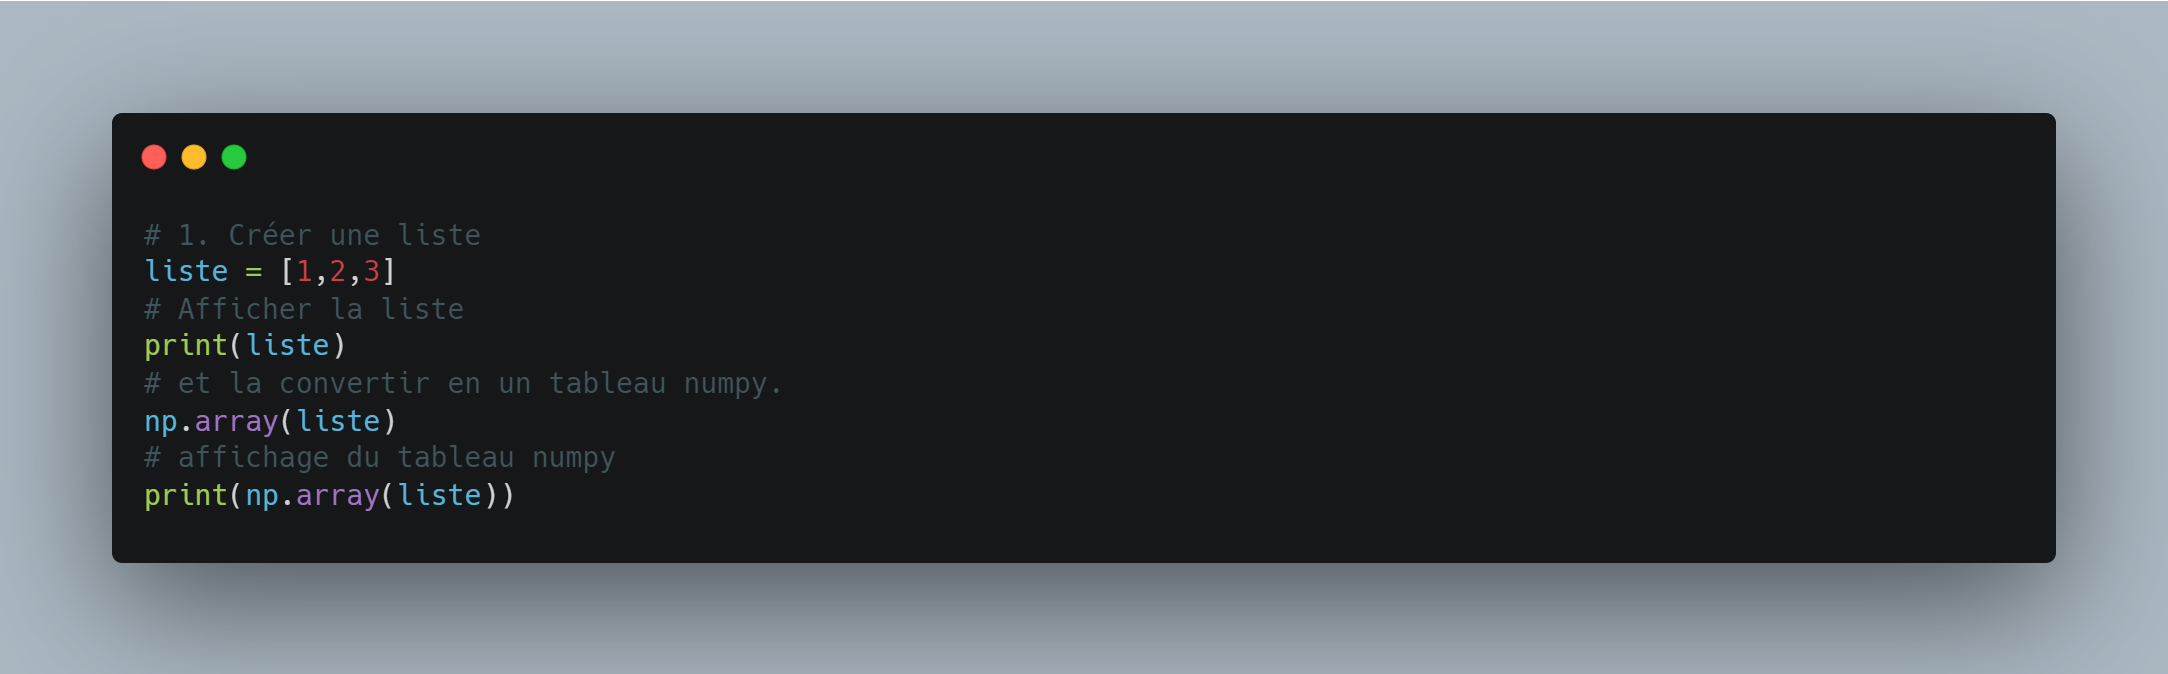 # 1. Créer une liste
liste = [1,2,3]
# Afficher la liste
print(liste)
# et la convertir en un tableau numpy.
np.array(liste)
# affichage du tableau numpy
print(np.array(liste))